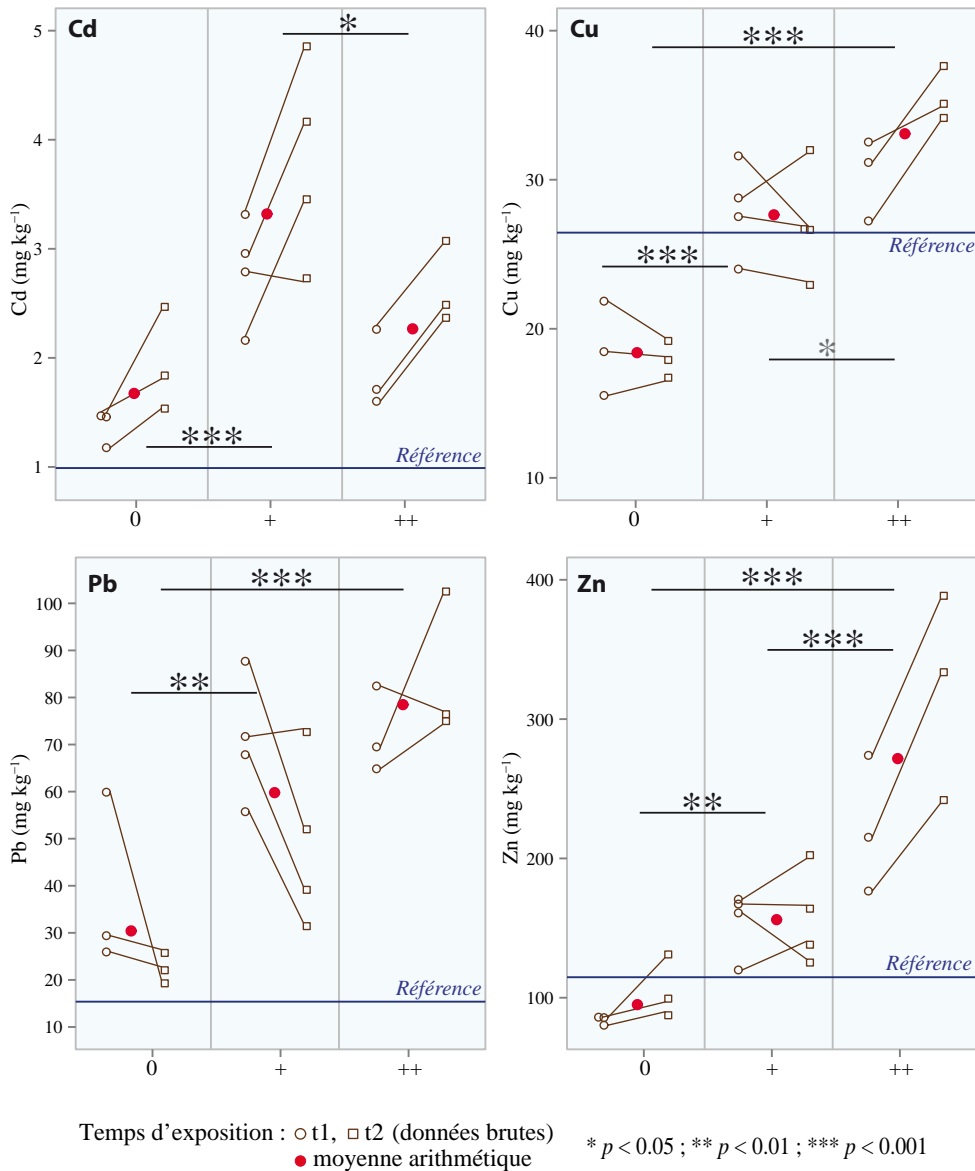 Cd
*
5
4
3
2
1
Cd (mg kg⁻¹)
***
Référence
0 + ++
Cu
***
40
30
20
10
Cu (mg kg⁻¹)
Référence
***
*
0 + ++
Pb
***
100
90
80
70
60
50
40
30
20
10
Pb (mg kg⁻¹)
**
Référence
0 + ++
Zn
***
400
300
200
100
Zn (mg kg⁻¹)
***
**
Référence
0 + ++
Temps d'exposition : ○ t1, □ t2 (données brutes)
● moyenne arithmétique
* p < 0.05 ; ** p < 0.01 ; *** p < 0.001